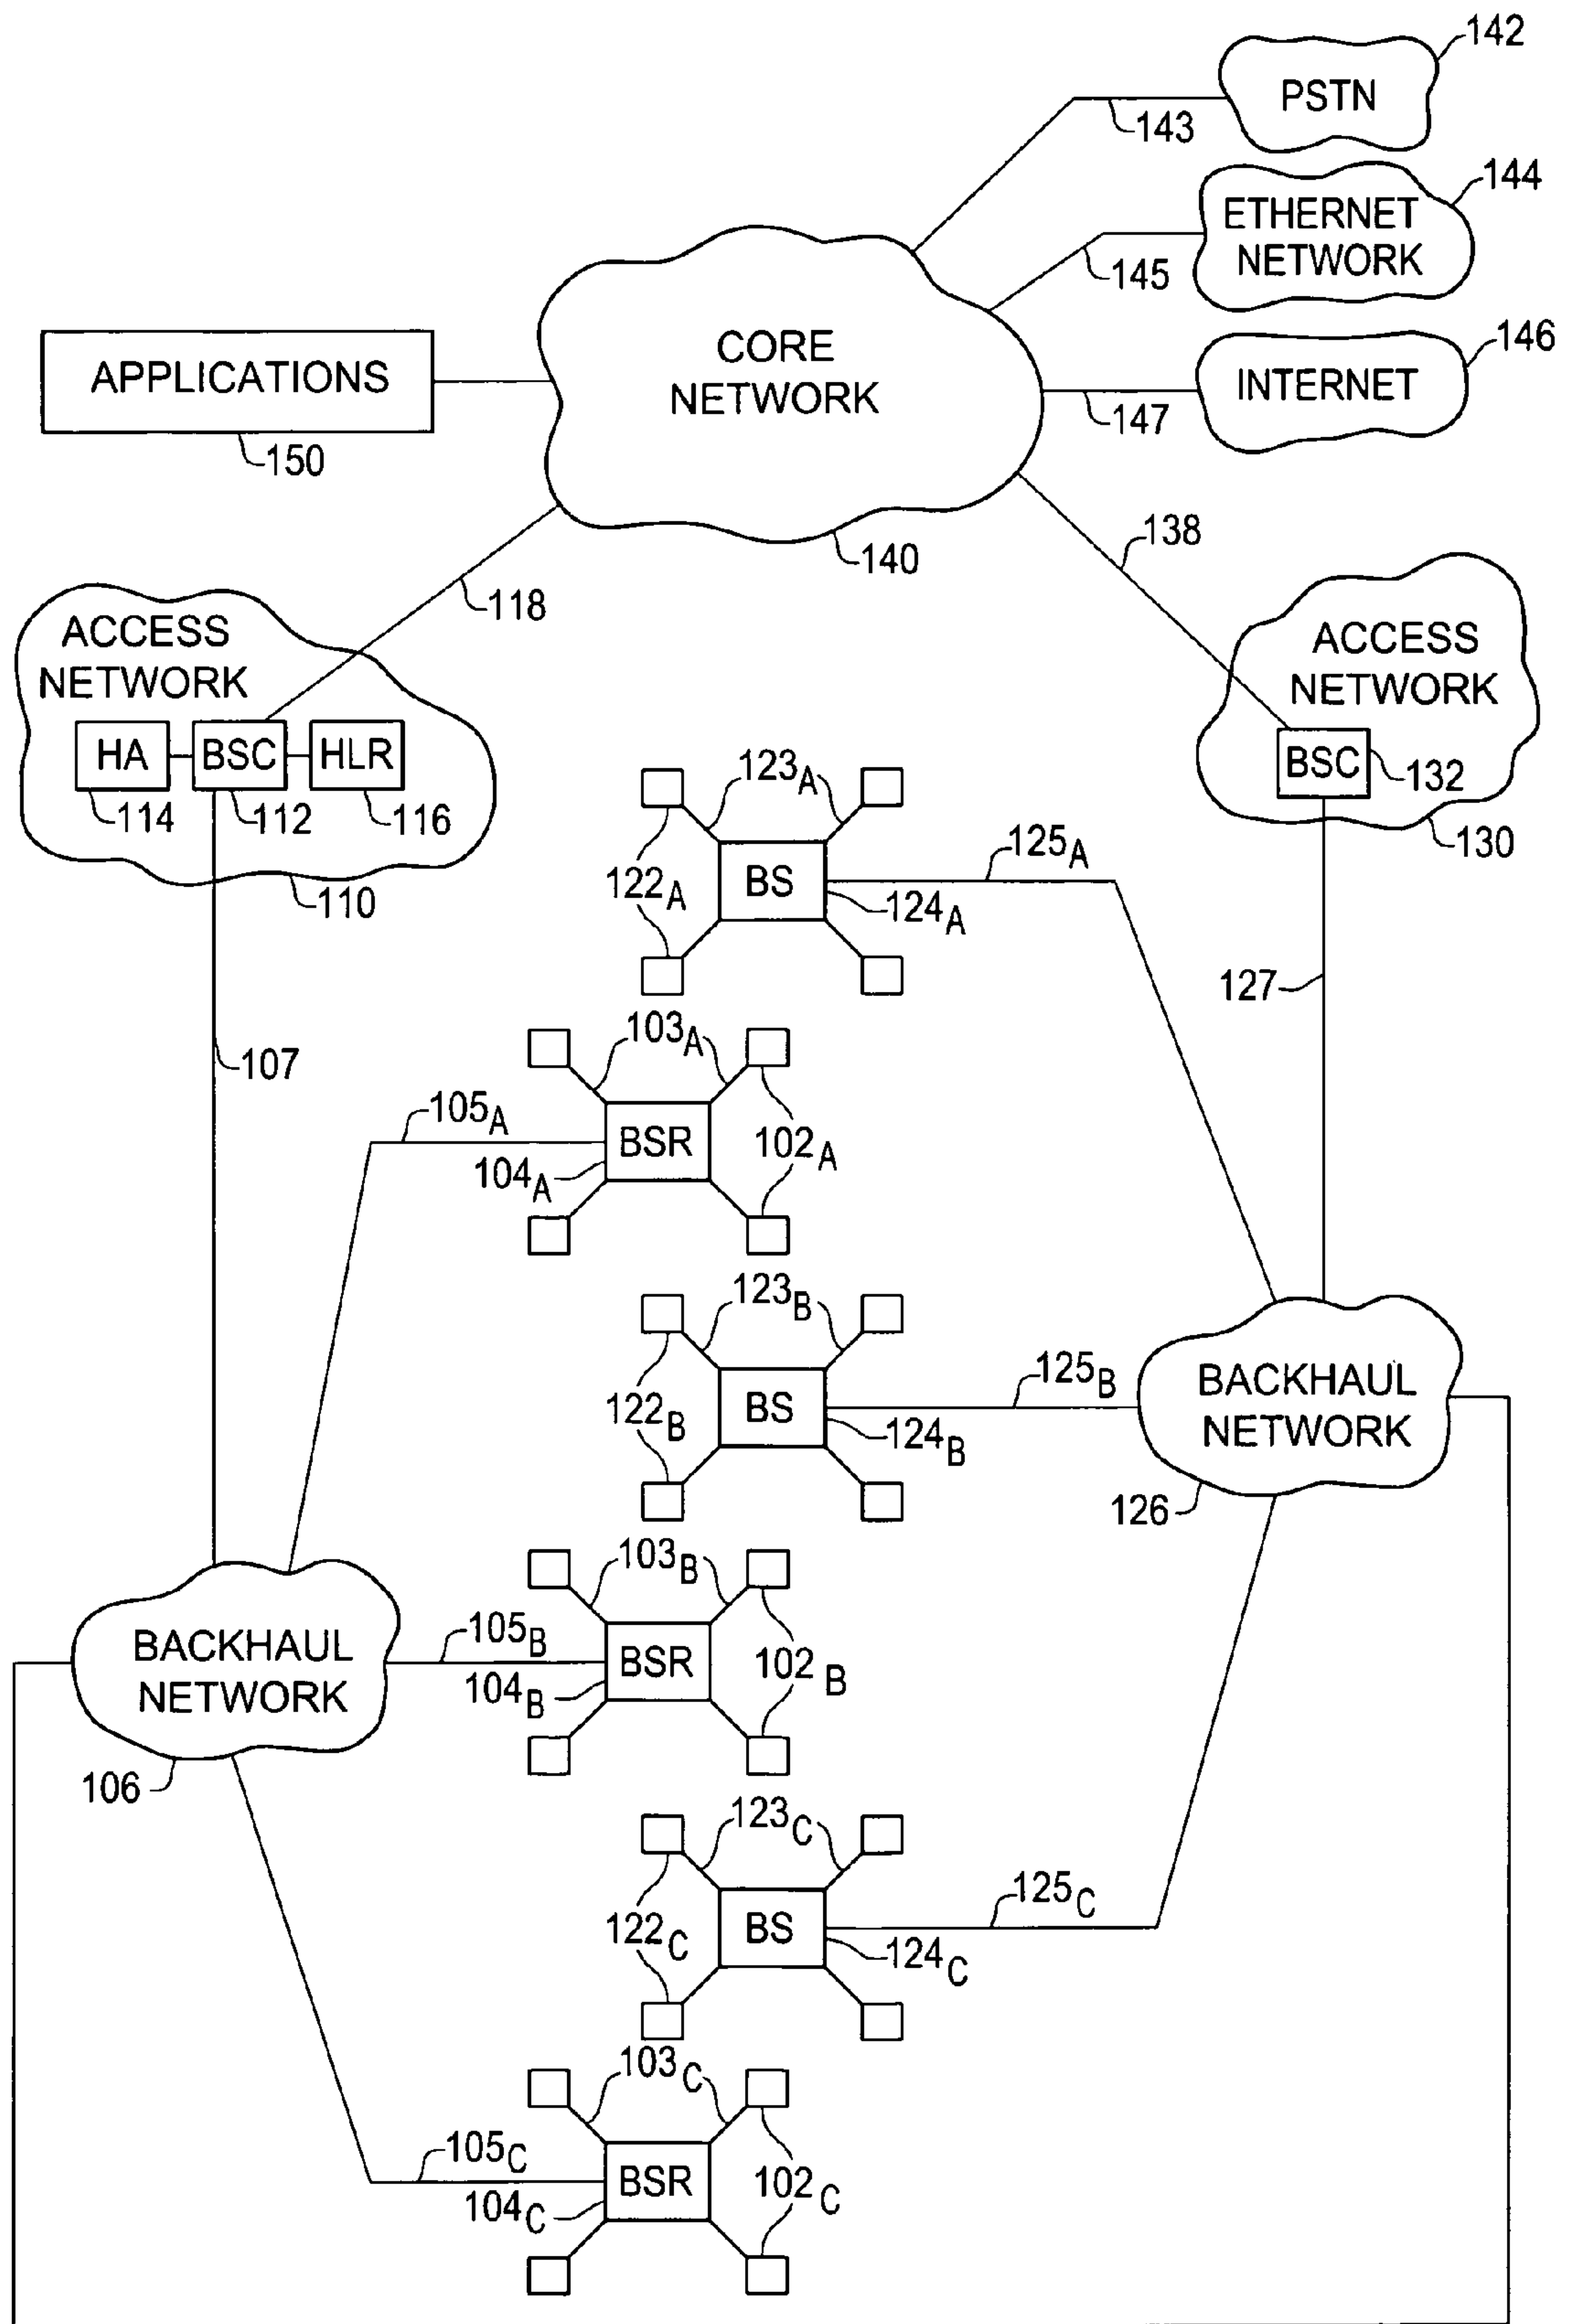 142
PSTN
143
144
ETHERNET
NETWORK
145
146
INTERNET
147
CORE
NETWORK
140
APPLICATIONS
150
138
118
ACCESS
NETWORK
HA
BSC
HLR
114
112
116
110
ACCESS
NETWORK
BSC
132
130
127
107
123A
122A
BS
124A
125A
103A
105A
BSR
104A
102A
123B
122B
BS
124B
125B
BACKHAUL
NETWORK
126
103B
105B
BSR
104B
102B
BACKHAUL
NETWORK
106
123C
122C
BS
124C
125C
103C
105C
BSR
104C
102C